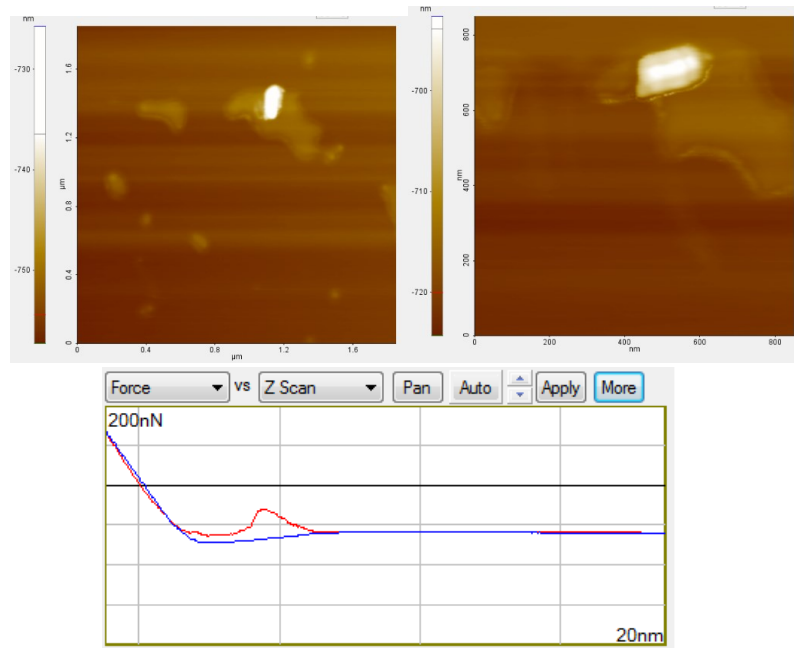 nm
-730
-740
-750
1.6
1.2
0.8
0.4
0
µm
0 0.4 0.8 1.2 1.6
µm
nm
-700
-710
-720
800
600
400
200
0
nm
0 200 400 600 800
nm
Force vs Z Scan Pan Auto Apply More
200nN
20nm